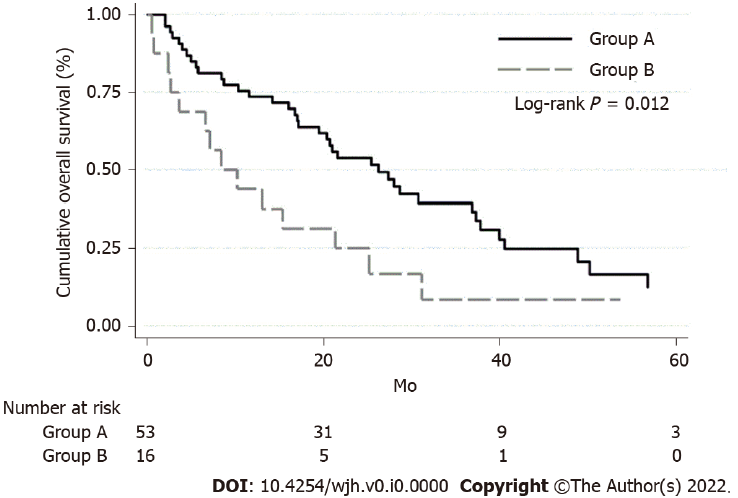 1.00
0.75
0.50
0.25
0.00
Cumulative overall survival (%)
Group A
Group B
Log-rank P = 0.012
0 20 40 60
Mo
Number at risk
Group A 53 31 9 3
Group B 16 5 1 0
DOI: 10.4254/wjh.v0.i0.0000 Copyright ©The Author(s) 2022.